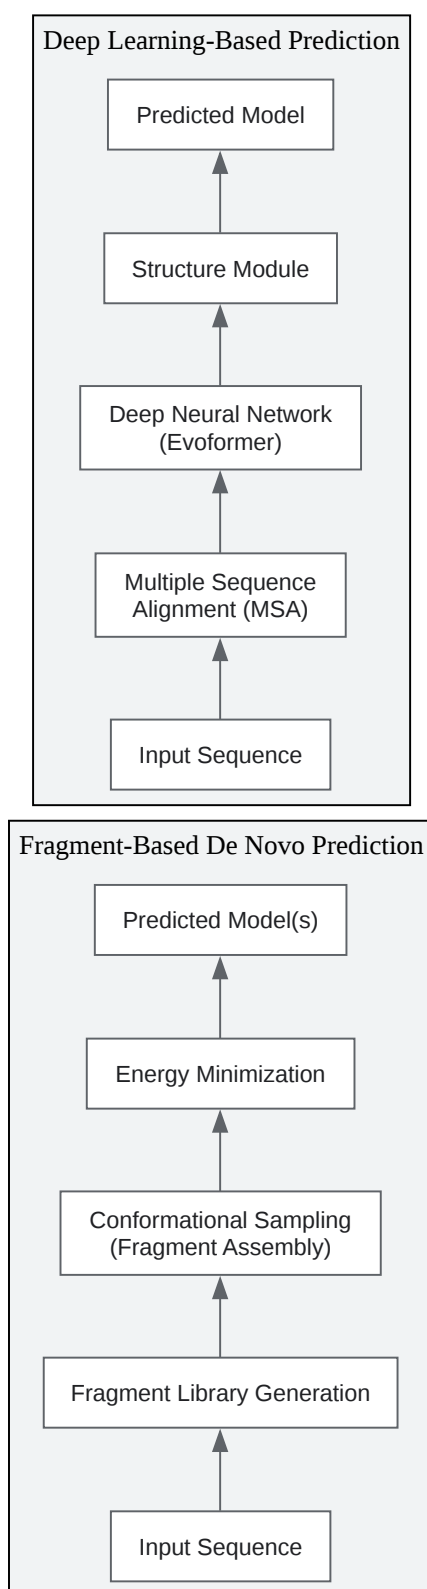 Deep Learning-Based Prediction
Predicted Model
Structure Module
Deep Neural Network
(Evoformer)
Multiple Sequence
Alignment (MSA)
Input Sequence
Fragment-Based De Novo Prediction
Predicted Model(s)
Energy Minimization
Conformational Sampling
(Fragment Assembly)
Fragment Library Generation
Input Sequence